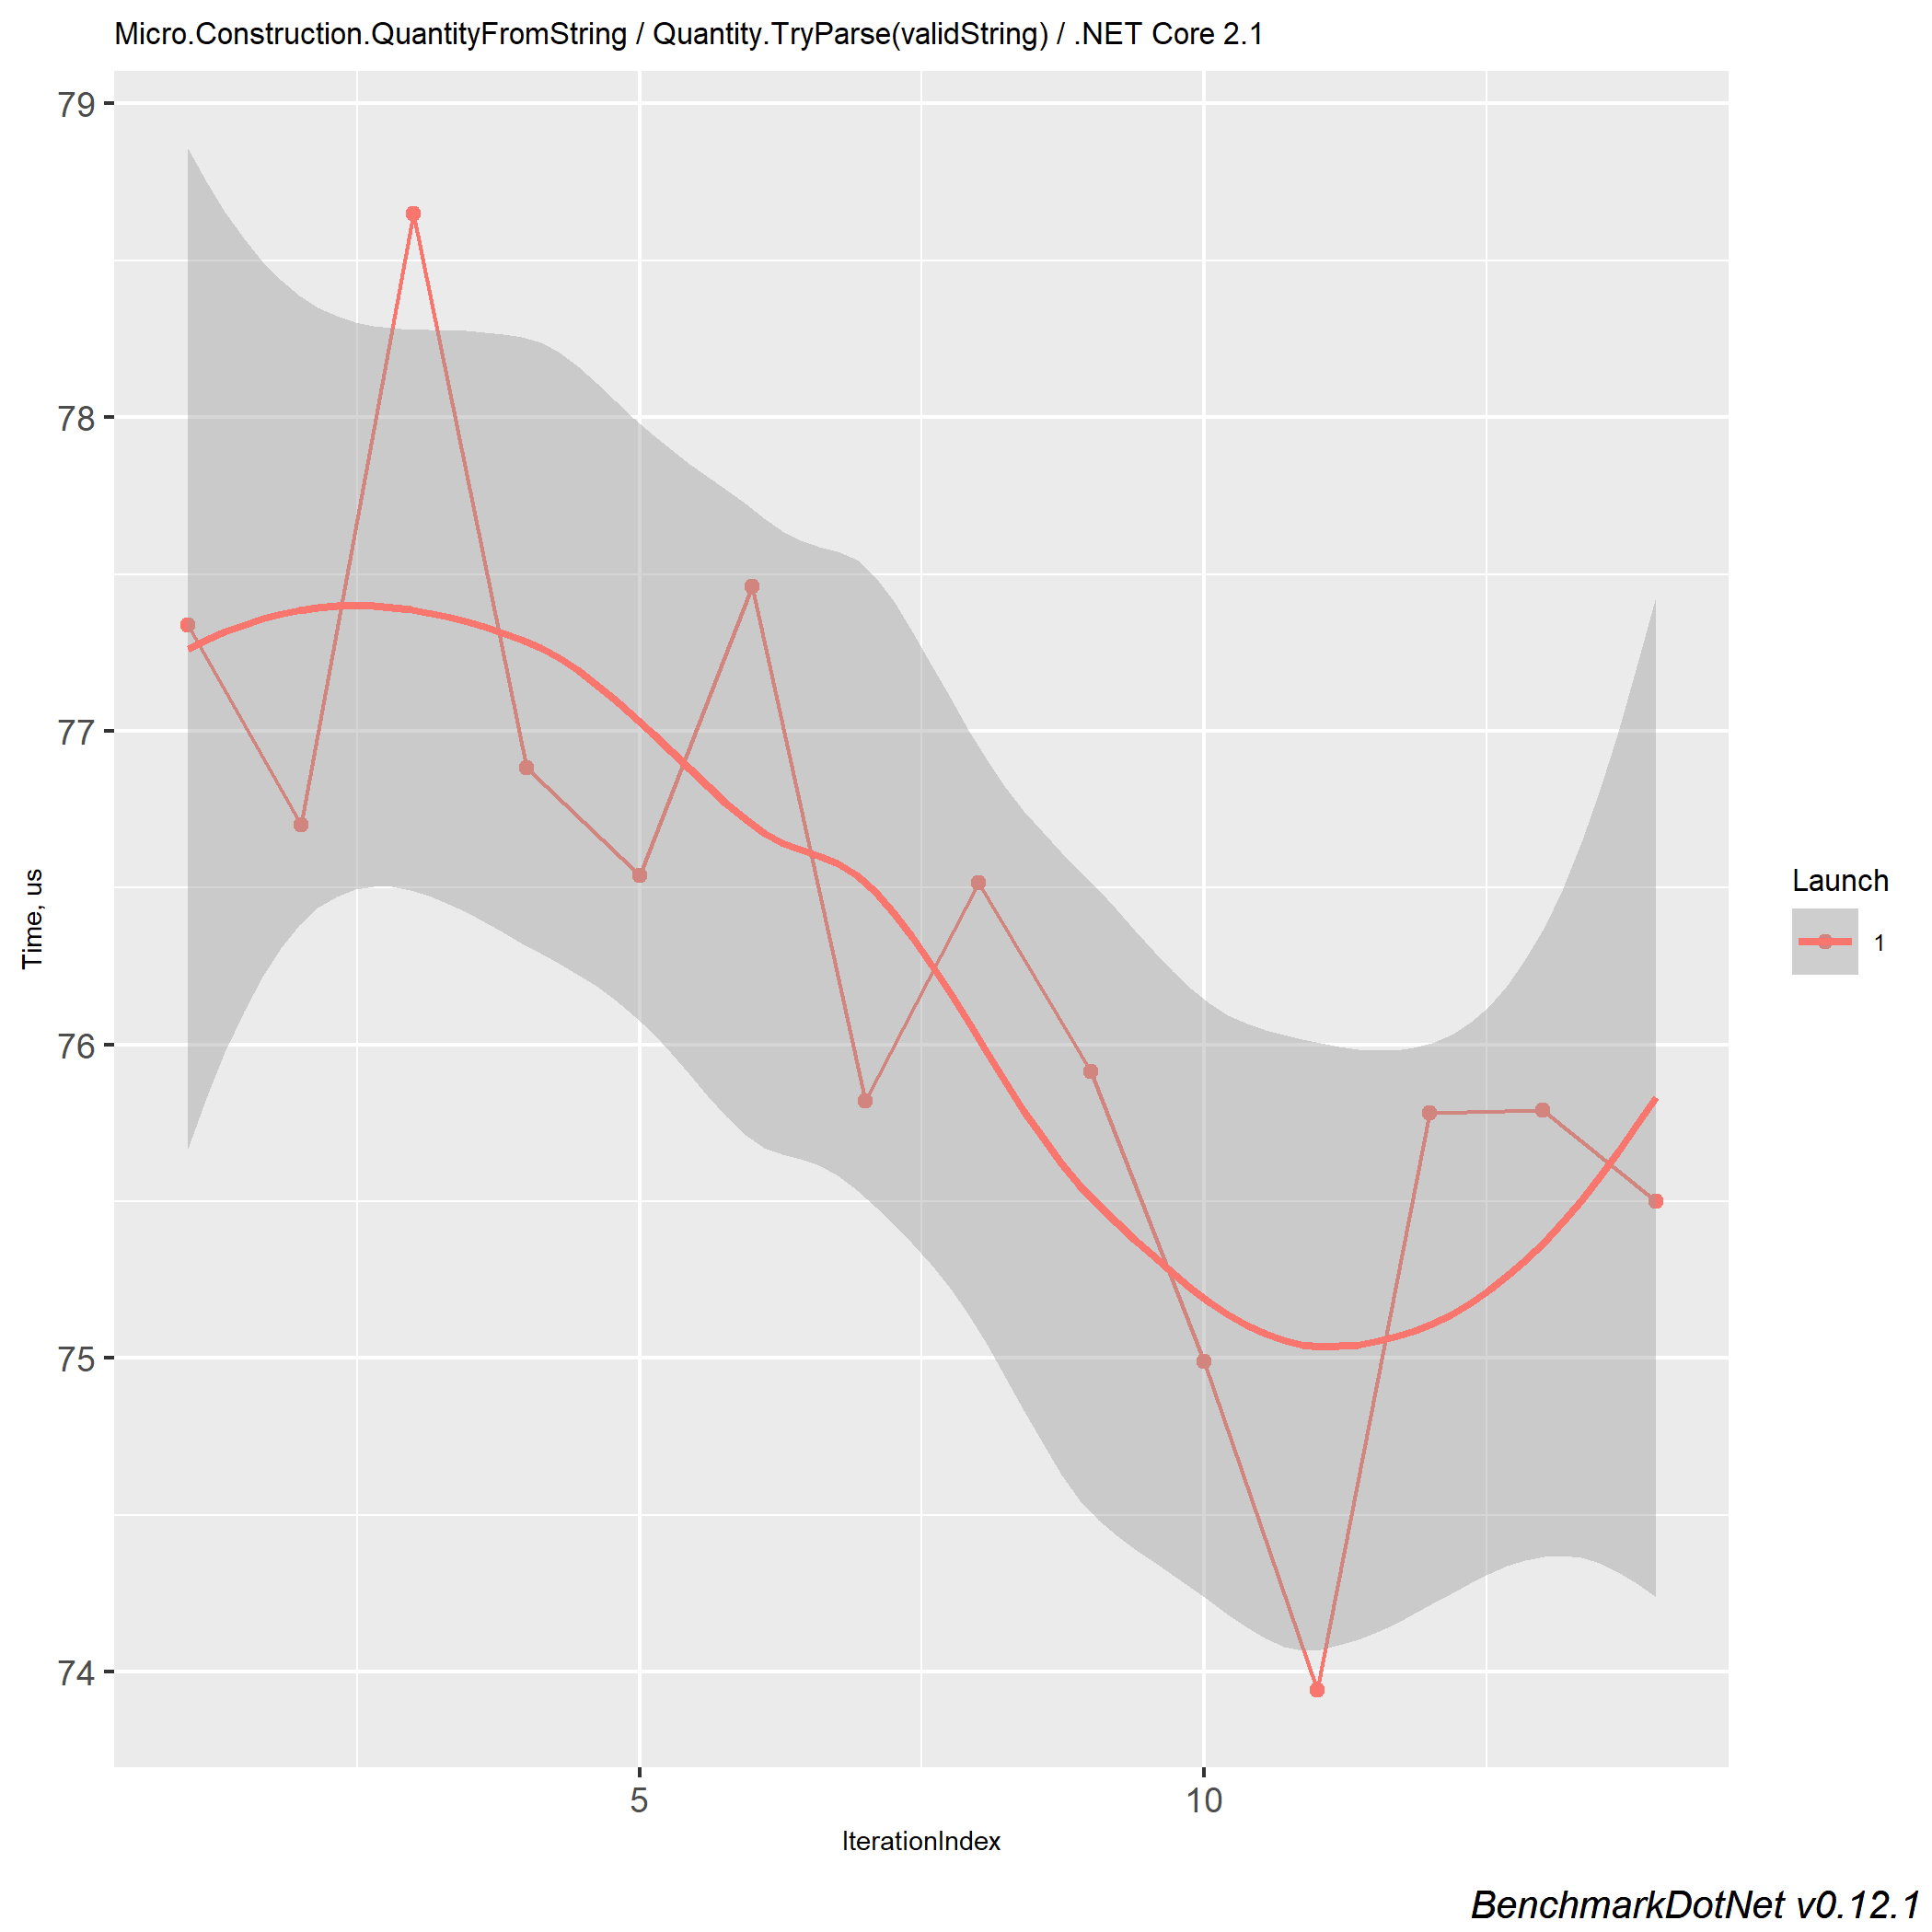 Micro.Construction.QuantityFromString / Quantity.TryParse(validString) / .NET Core 2.1
79
78
77
76
75
74
Time, us
5
10
IterationIndex
Launch
1
BenchmarkDotNet v0.12.1